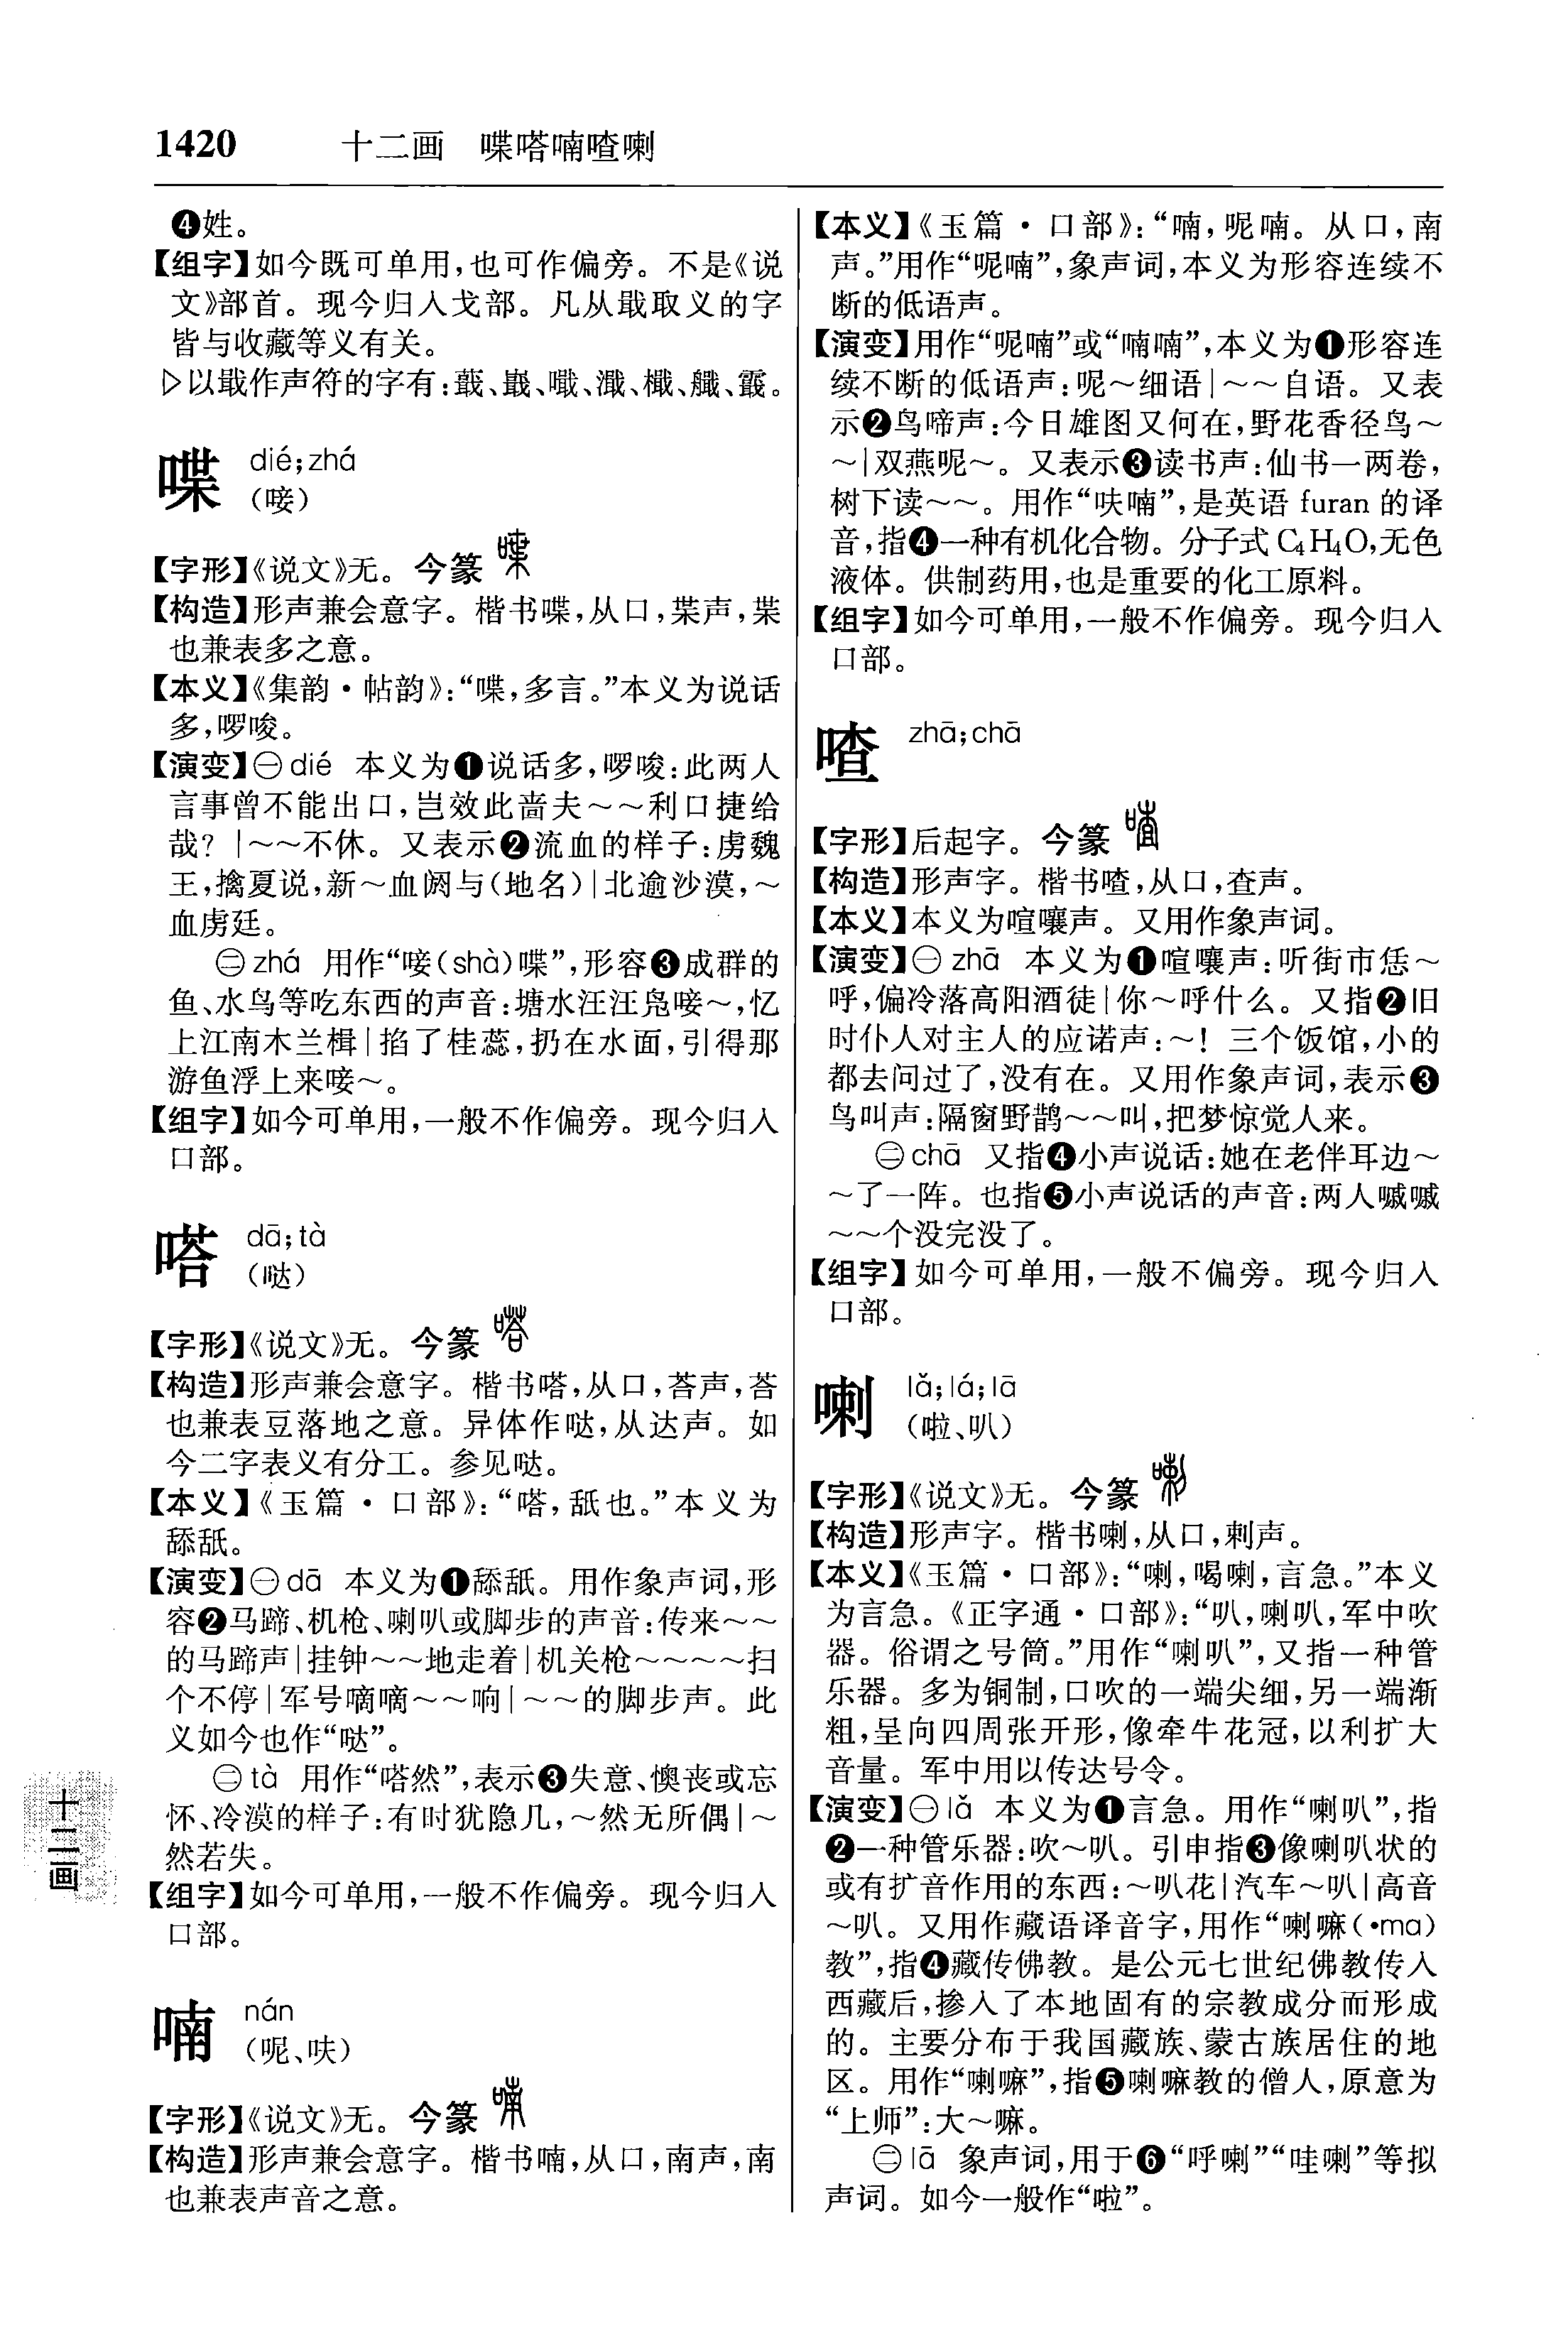 1420 十二画 喋嗒喃喳喇
❹姓。
【组字】如今既可单用,也可作偏旁。不是《说
文》部首。现今归入戈部。凡从戢取义的字
皆与收藏等义有关。
▷以戢作声符的字有:蕺、嶯、㗱、濈、檝、艥、霵。
喋 dié;zhá
(唼)
【字形】《说文》无。今篆
【构造】形声兼会意字。楷书喋,从口,枼声,枼
也兼表多之意。
【本义】《集韵·帖韵》:“喋,多言。”本义为说话
多,啰唆。
【演变】㊀dié 本义为❶说话多,啰唆:此两人
言事曾不能出口,岂效此啬夫～～利口捷给
哉?|～～不休。又表示❷流血的样子:虏魏
王,擒夏说,新～血阏与(地名)|北逾沙漠,～
血虏廷。
㊁zhá 用作“唼(shà)喋”,形容❸成群的
鱼、水鸟等吃东西的声音:塘水汪汪凫唼～,忆
上江南木兰楫|掐了桂蕊,扔在水面,引得那
游鱼浮上来唼～。
【组字】如今可单用,一般不作偏旁。现今归入
口部。
嗒 dā;tà
(哒)
【字形】《说文》无。今篆
【构造】形声兼会意字。楷书嗒,从口,荅声,荅
也兼表豆落地之意。异体作哒,从达声。如
今二字表义有分工。参见哒。
【本义】《玉篇·口部》:“嗒,舐也。”本义为
舔舐。
【演变】㊀dā 本义为❶舔舐。用作象声词,形
容❷马蹄、机枪、喇叭或脚步的声音:传来～～
的马蹄声|挂钟～～地走着|机关枪～～～～扫
个不停|军号嘀嘀～～响|～～的脚步声。此
义如今也作“哒”。
㊁tà 用作“嗒然”,表示❸失意、懊丧或忘
怀、冷漠的样子:有时犹隐几,～然无所偶|～
然若失。
【组字】如今可单用,一般不作偏旁。现今归入
口部。
喃 nán
(呢、呋)
【字形】《说文》无。今篆
【构造】形声兼会意字。楷书喃,从口,南声,南
也兼表声音之意。
【本义】《玉篇·口部》:“喃,呢喃。从口,南
声。”用作“呢喃”,象声词,本义为形容连续不
断的低语声。
【演变】用作“呢喃”或“喃喃”,本义为❶形容连
续不断的低语声:呢～细语|～～自语。又表
示❷鸟啼声:今日雄图又何在,野花香径鸟～
～|双燕呢～。又表示❸读书声:仙书一两卷,
树下读～～。用作“呋喃”,是英语 furan 的译
音,指❹一种有机化合物。分子式C₄H₄O,无色
液体。供制药用,也是重要的化工原料。
【组字】如今可单用,一般不作偏旁。现今归入
口部。
喳 zhā;chā
【字形】后起字。今篆
【构造】形声字。楷书喳,从口,查声。
【本义】本义为喧嚷声。又用作象声词。
【演变】㊀zhā 本义为❶喧嚷声:听街市恁～
呼,偏冷落高阳酒徒|你～呼什么。又指❷旧
时仆人对主人的应诺声:～! 三个饭馆,小的
都去问过了,没有在。又用作象声词,表示❸
鸟叫声:隔窗野鹊～～叫,把梦惊觉人来。
㊁chā 又指❹小声说话:她在老伴耳边～
～了一阵。也指❺小声说话的声音:两人嘁嘁
～～个没完没了。
【组字】如今可单用,一般不偏旁。现今归入
口部。
喇 lǎ;lá;lā
(啦、叭)
【字形】《说文》无。今篆
【构造】形声字。楷书喇,从口,剌声。
【本义】《玉篇·口部》:“喇,喝喇,言急。”本义
为言急。《正字通·口部》:“叭,喇叭,军中吹
器。俗谓之号筒。”用作“喇叭”,又指一种管
乐器。多为铜制,口吹的一端尖细,另一端渐
粗,呈向四周张开形,像牵牛花冠,以利扩大
音量。军中用以传达号令。
【演变】㊀lǎ 本义为❶言急。用作“喇叭”,指
❷一种管乐器:吹～叭。引申指❸像喇叭状的
或有扩音作用的东西:～叭花|汽车～叭|高音
～叭。又用作藏语译音字,用作“喇嘛(·ma)
教”,指❹藏传佛教。是公元七世纪佛教传入
西藏后,掺入了本地固有的宗教成分而形成
的。主要分布于我国藏族、蒙古族居住的地
区。用作“喇嘛”,指❺喇嘛教的僧人,原意为
“上师”:大～嘛。
㊁lā 象声词,用于❻“呼喇”“哇喇”等拟
声词。如今一般作“啦”。
十二画